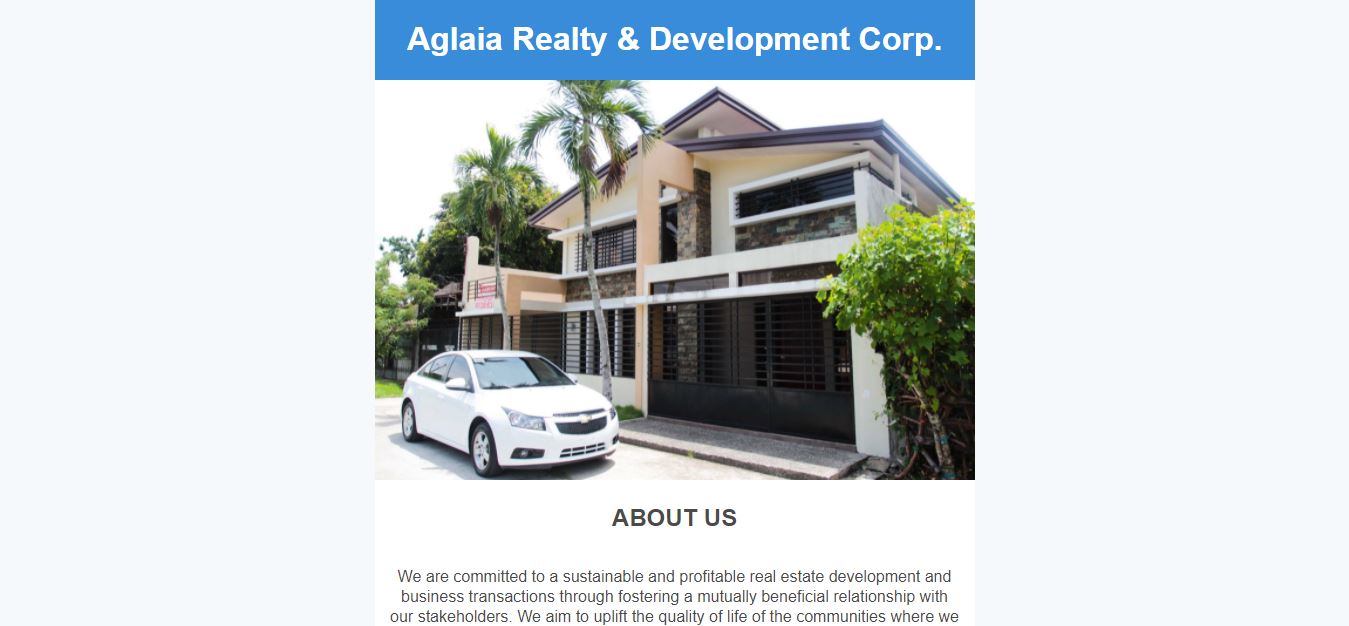 Aglaia Realty & Development Corp.
ABOUT US
We are committed to a sustainable and profitable real estate development and
business transactions through fostering a mutually beneficial relationship with
our stakeholders. We aim to uplift the quality of life of the communities where we